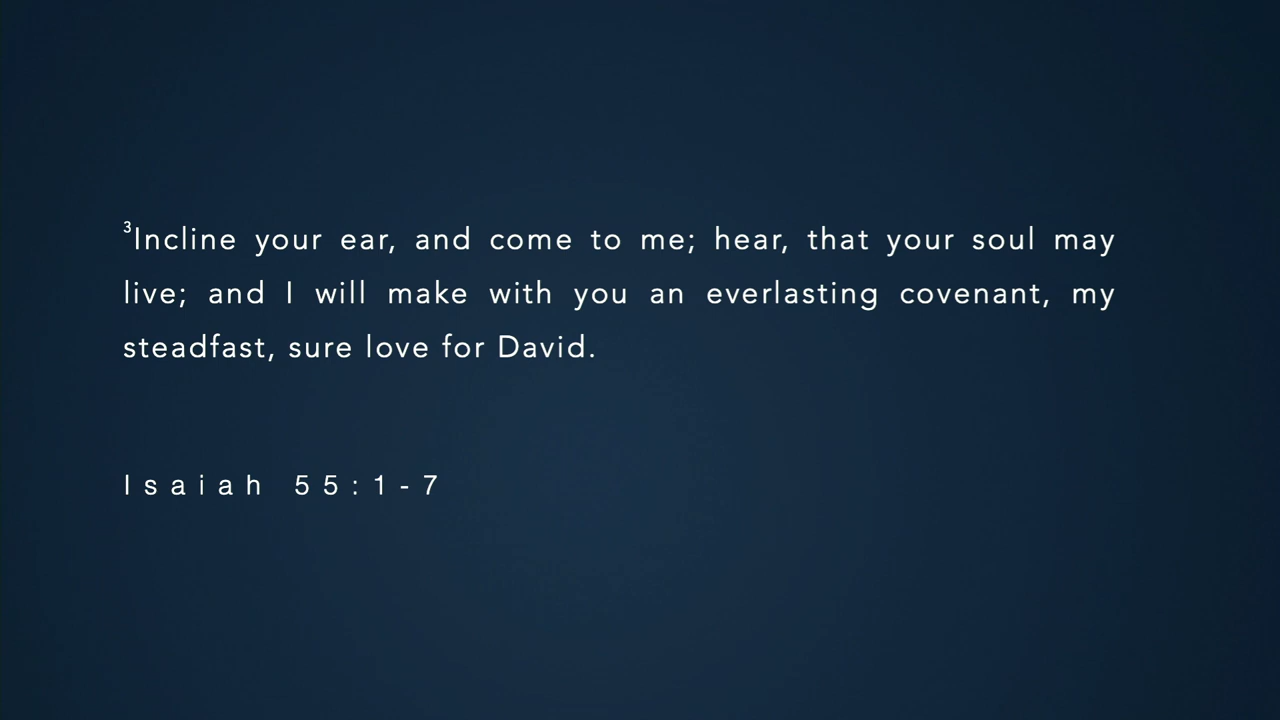 ³Incline your ear, and come to me; hear, that your soul may
live; and I will make with you an everlasting covenant, my
steadfast, sure love for David.
Isaiah 55:1-7